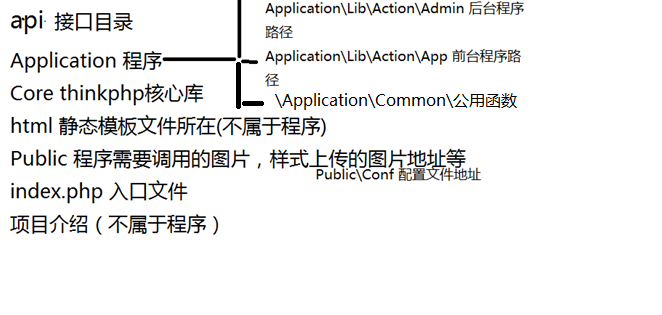 api 接口目录
Application\Lib\Action\Admin 后台程序
路径
Application 程序
Application\Lib\Action\App 前台程序路
径
Core thinkphp核心库
\Application\Common\公用函数
html 静态模板文件所在(不属于程序)
Public 程序需要调用的图片，样式上传的图片地址等
Public\Conf 配置文件地址
index.php 入口文件
项目介绍（不属于程序）